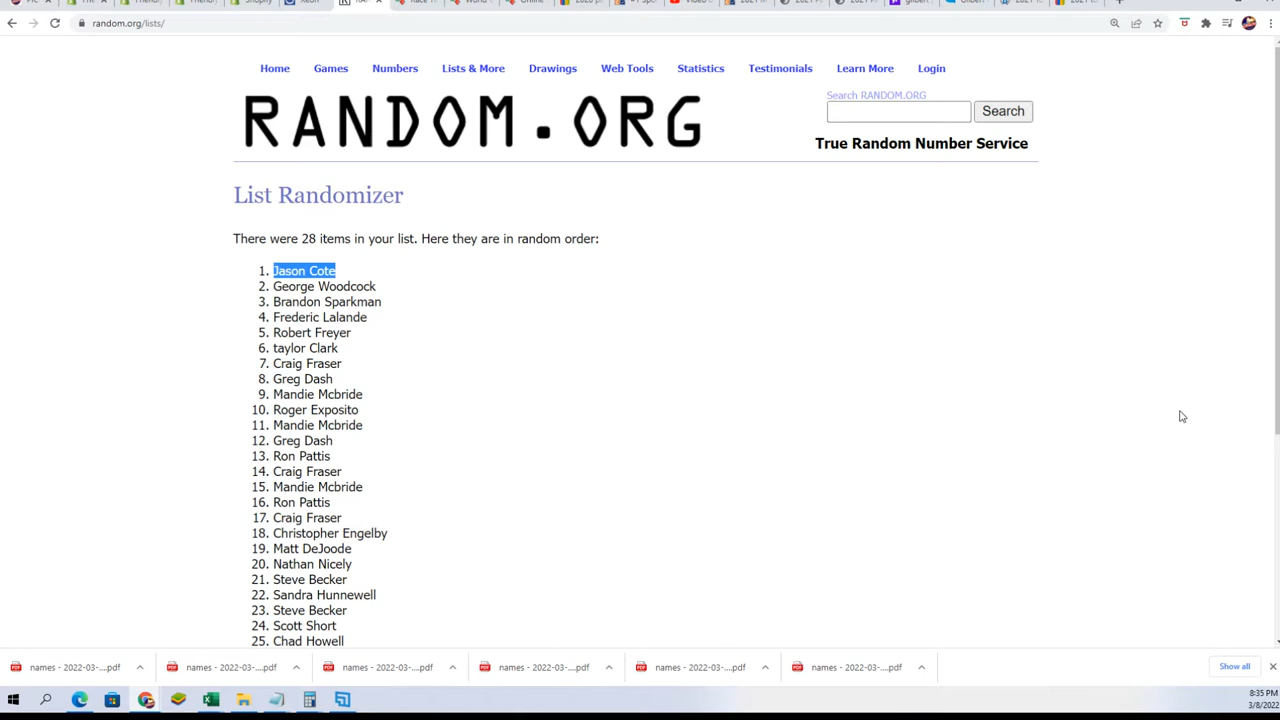 random.org/lists/
Home Games Numbers Lists & More Drawings Web Tools Statistics Testimonials Learn More Login
RANDOM.ORG
Search RANDOM.ORG
Search
True Random Number Service
List Randomizer
There were 28 items in your list. Here they are in random order:
1. Jason Cote
2. George Woodcock
3. Brandon Sparkman
4. Frederic Lalande
5. Robert Freyer
6. taylor Clark
7. Craig Fraser
8. Greg Dash
9. Mandie Mcbride
10. Roger Exposito
11. Mandie Mcbride
12. Greg Dash
13. Ron Pattis
14. Craig Fraser
15. Mandie Mcbride
16. Ron Pattis
17. Craig Fraser
18. Christopher Engelby
19. Matt DeJoode
20. Nathan Nicely
21. Steve Becker
22. Sandra Hunnewell
23. Steve Becker
24. Scott Short
25. Chad Howell
names - 2022-03-....pdf names - 2022-03-....pdf names - 2022-03-....pdf names - 2022-03-....pdf names - 2022-03-....pdf names - 2022-03-....pdf Show all
8:35 PM
3/8/2022